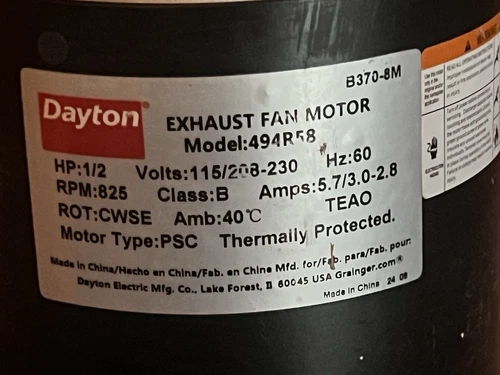 B370-8M
Dayton®
EXHAUST FAN MOTOR
Model:494R58
HP:1/2 Volts:115/208-230 Hz:60
RPM:825 Class:B Amps:5.7/3.0-2.8
ROT:CWSE Amb:40℃ TEAO
Motor Type:PSC Thermally Protected.
Made in China/Hecho en China/Fab. en Chine Mfd. for/Fab. para/Fab. pour:
Dayton Electric Mfg. Co., Lake Forest, Il 60045 USA Grainger.com®
Made in China 24 08
WARNING